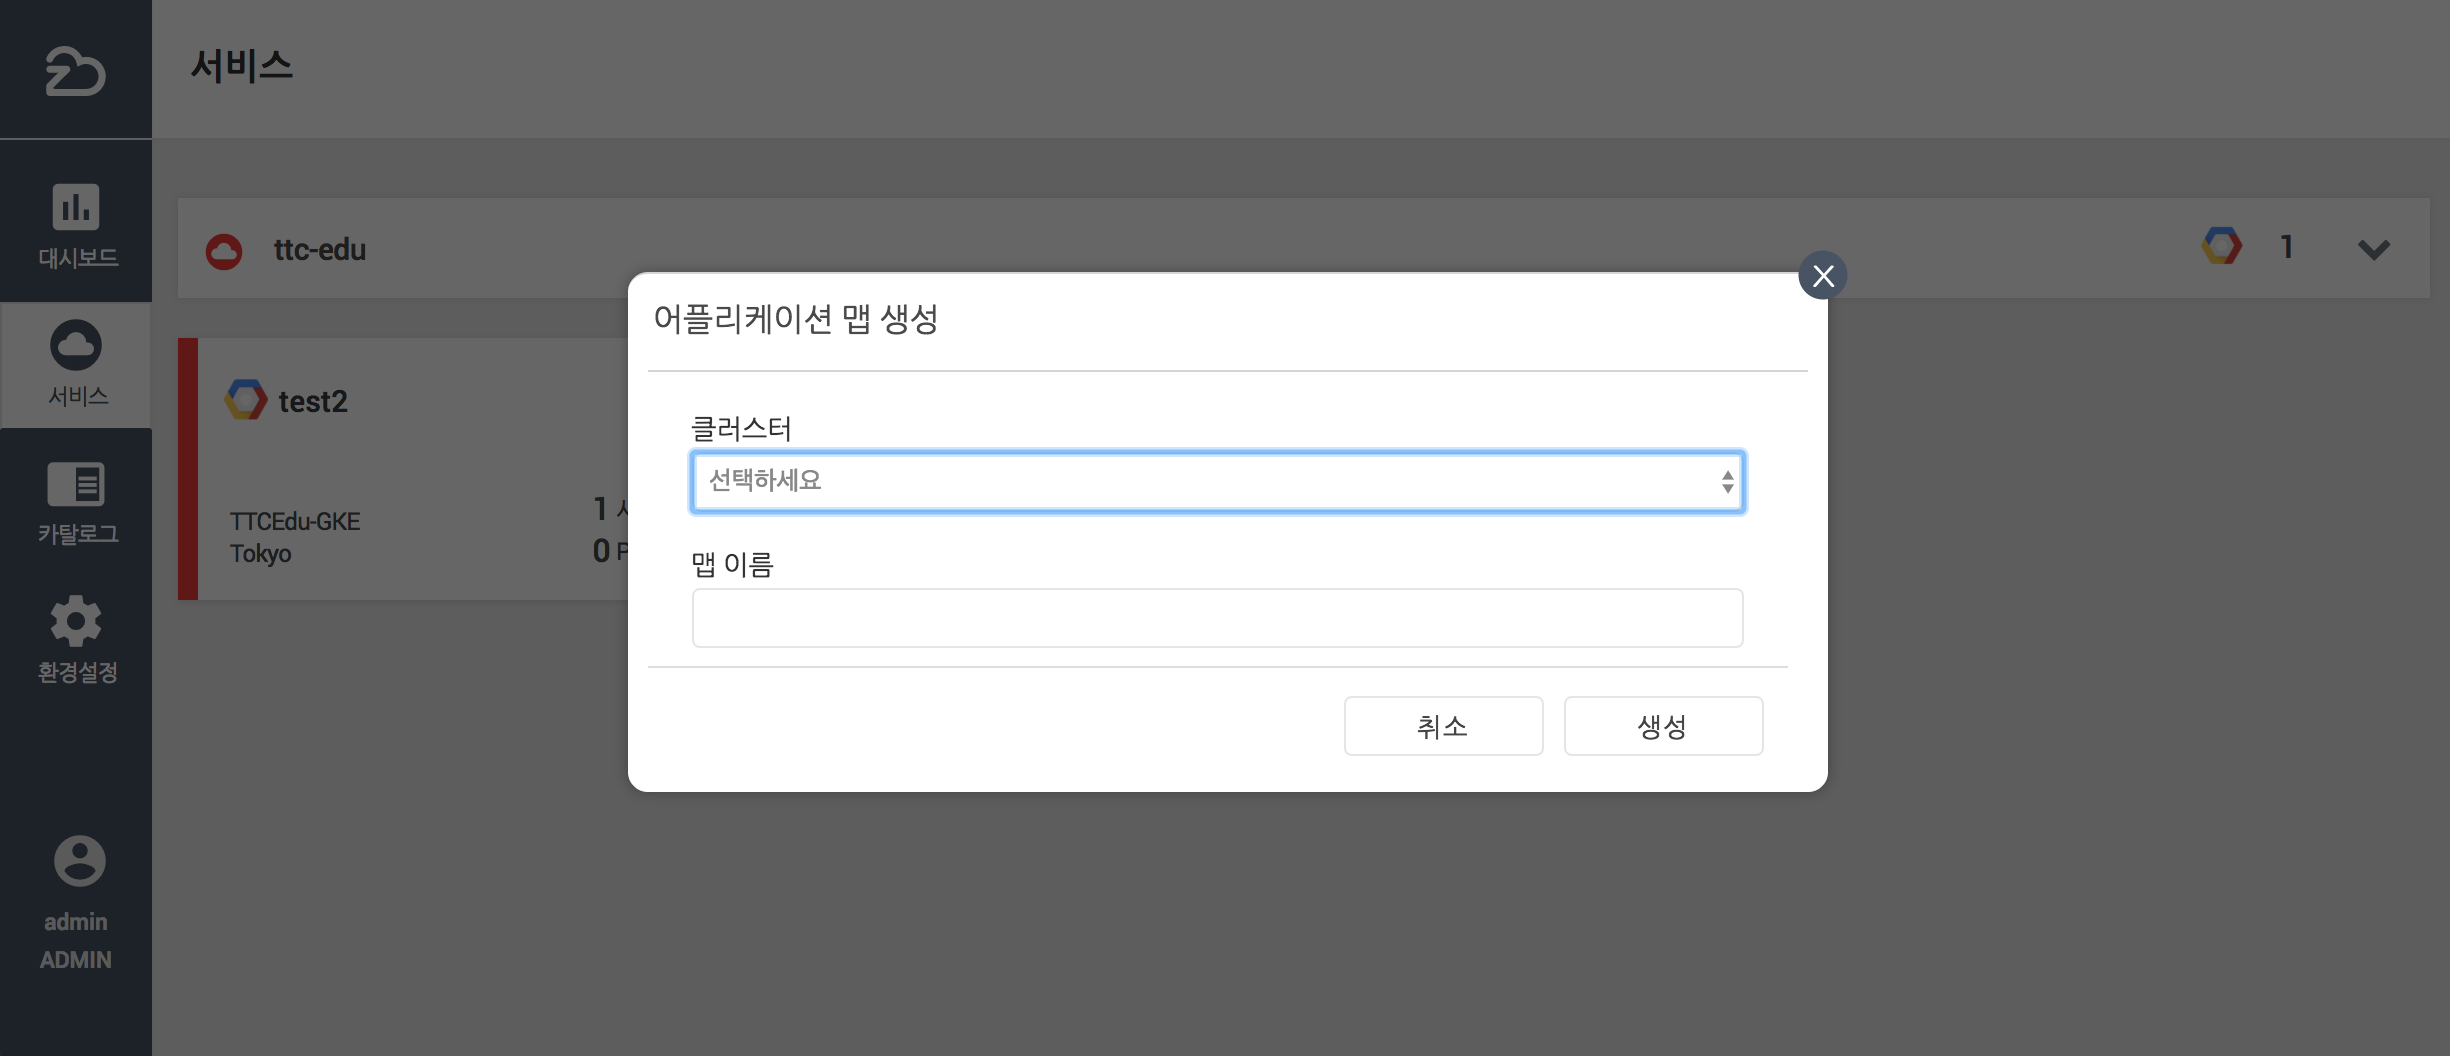 서비스
대시보드
서비스
카탈로그
환경설정
admin
ADMIN
ttc-edu
1
test2
TTCEdu-GKE
Tokyo
1
0 P
어플리케이션 맵 생성
X
클러스터
선택하세요
맵 이름
취소
생성